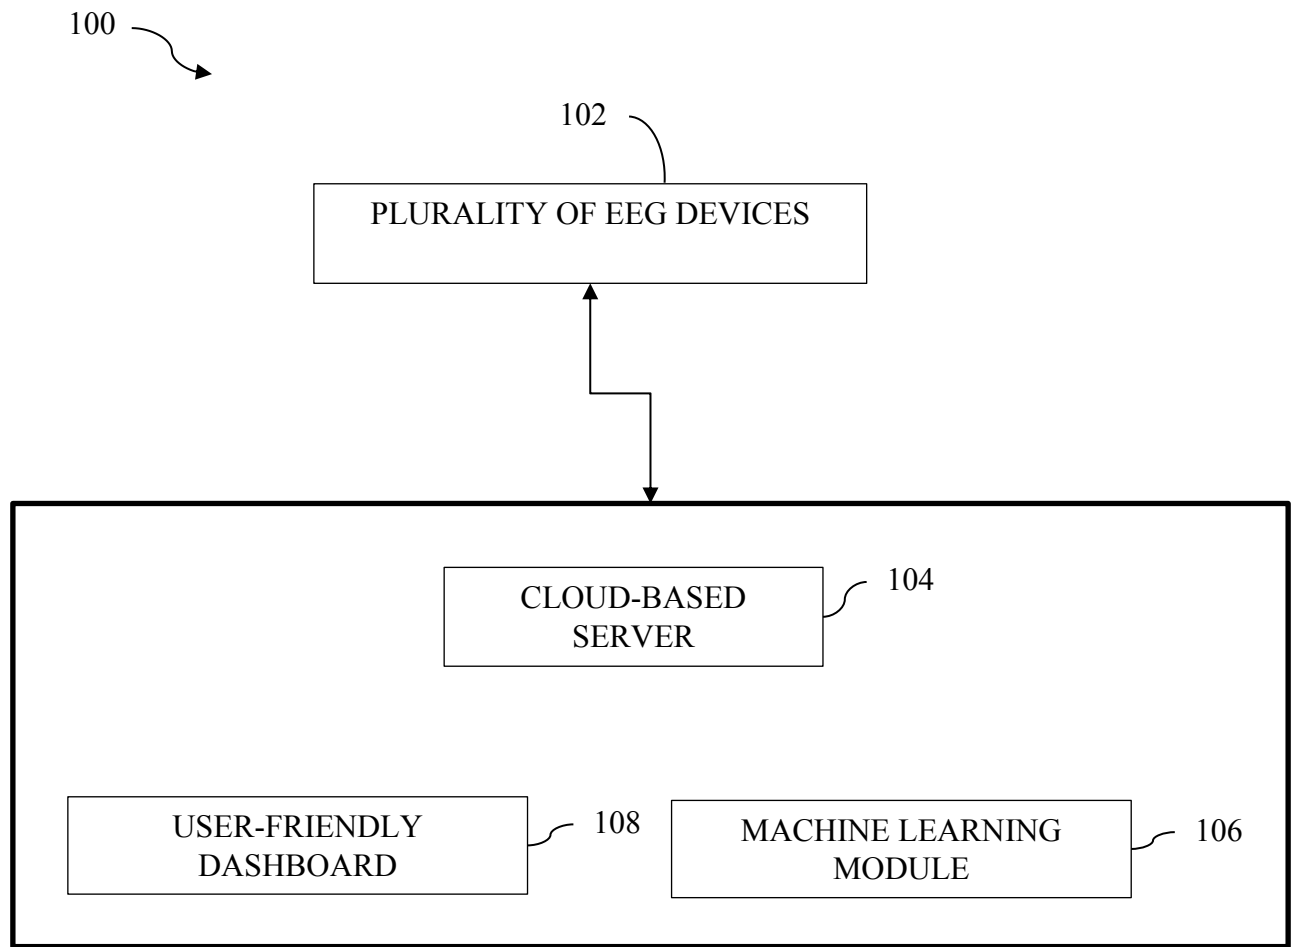 100
102
PLURALITY OF EEG DEVICES
CLOUD-BASED
SERVER
104
USER-FRIENDLY
DASHBOARD
108
MACHINE LEARNING
MODULE
106